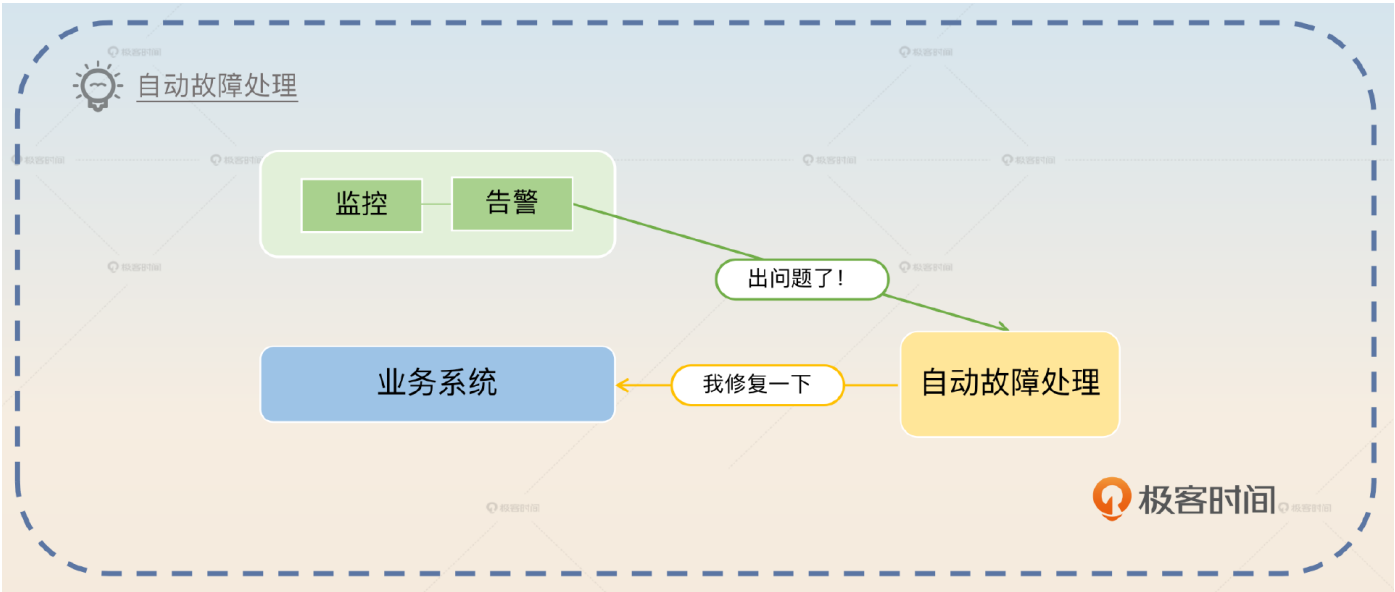 自动故障处理
监控
告警
出问题了！
业务系统
我修复一下
自动故障处理
极客时间